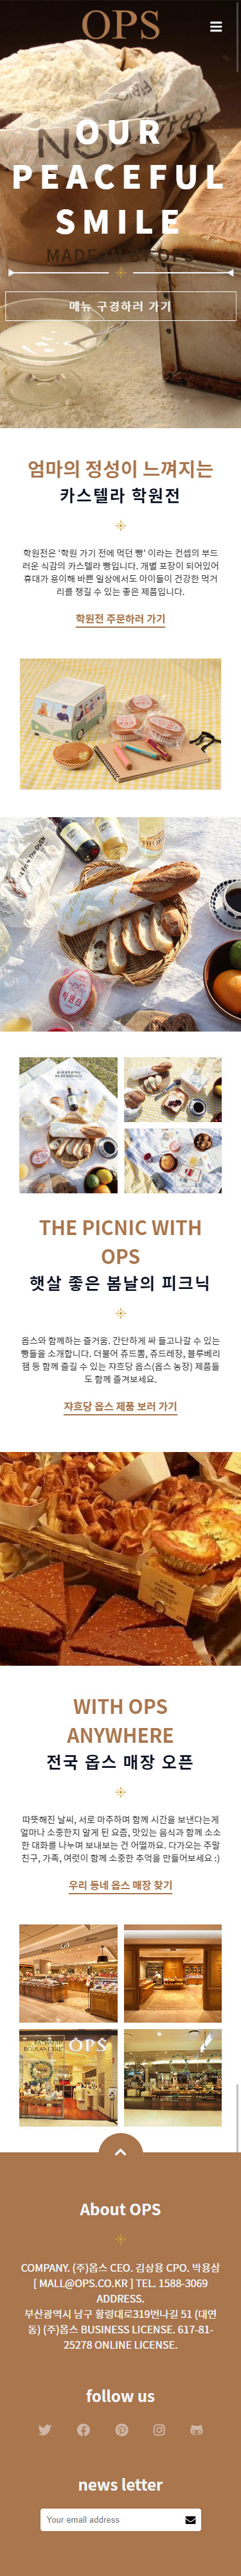 OPS
OUR
PEACEFUL
SMILE
MADE IN BY OPS
메뉴 구경하러 가기
엄마의 정성이 느껴지는
카스텔라 학원전
학원전은 '학원 가기 전에 먹던 빵' 이라는 컨셉의 부드
러운 식감의 카스텔라 빵입니다. 개별 포장이 되어있어
휴대가 용이해 바쁜 일상에서도 아이들이 건강한 먹거
리를 챙길 수 있는 좋은 제품입니다.
학원전 주문하러 가기
학원전
THE PICNIC WITH
OPS
햇살 좋은 봄날의 피크닉
옵스와 함께하는 즐거움. 간단하게 싸 들고나갈 수 있는
빵들을 소개합니다. 더불어 쥬드뽐, 쥬드레장, 블루베리
잼 등 함께 즐길 수 있는 쟈흐당 옵스(옵스 농장) 제품들
도 함께 즐겨보세요.
쟈흐당 옵스 제품 보러 가기
WITH OPS
ANYWHERE
전국 옵스 매장 오픈
따뜻해진 날씨, 서로 마주하며 함께 시간을 보낸다는게
얼마나 소중한지 알게 된 요즘, 맛있는 음식과 함께 소소
한 대화를 나누며 보내보는 건 어떨까요. 다가오는 주말
친구, 가족, 여럿이 함께 소중한 추억을 만들어보세요 :)
우리 동네 옵스 매장 찾기
OPS
About OPS
COMPANY. (주)옵스 CEO. 김상용 CPO. 박용삼
[ MALL@OPS.CO.KR ] TEL. 1588-3069
ADDRESS.
부산광역시 남구 황령대로319번나길 51 (대연
동) (주)옵스 BUSINESS LICENSE. 617-81-
25278 ONLINE LICENSE.
follow us
news letter
Your email address